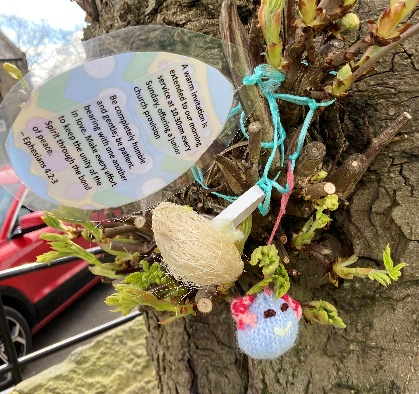 A warm invitation is
extended to our morning
service at 10.30am every
Sunday, offering a junior
church provision
Be completely humble
and gentle; be patient,
bearing with one another
in love. Make every effort
to keep the unity of the
Spirit through the bond
of peace.
– Ephesians 4.2-3